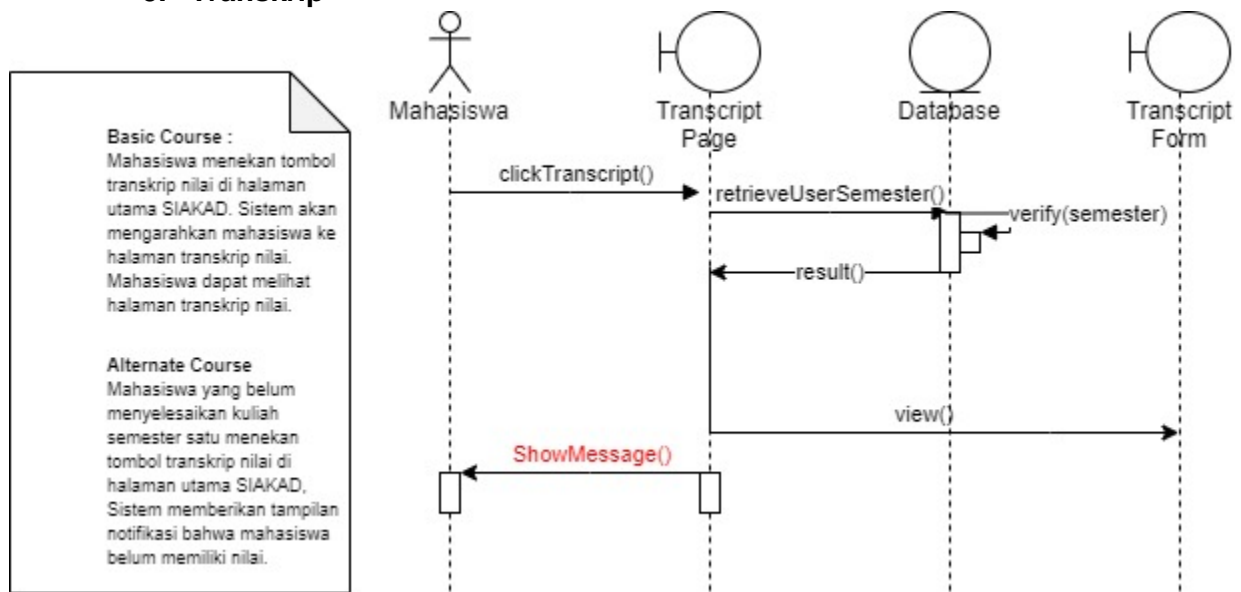 Transkrip
Basic Course :
Mahasiswa menekan tombol
transkrip nilai di halaman
utama SIAKAD. Sistem akan
mengarahkan mahasiswa ke
halaman transkrip nilai.
Mahasiswa dapat melihat
halaman transkrip nilai.
Alternate Course
Mahasiswa yang belum
menyelesaikan kuliah
semester satu menekan
tombol transkrip nilai di
halaman utama SIAKAD,
Sistem memberikan tampilan
notifikasi bahwa mahasiswa
belum memiliki nilai.
Mahasiswa
Transcript
Page
Database
Transcript
Form
clickTranscript()
retrieveUserSemester()
verify(semester)
result()
view()
ShowMessage()